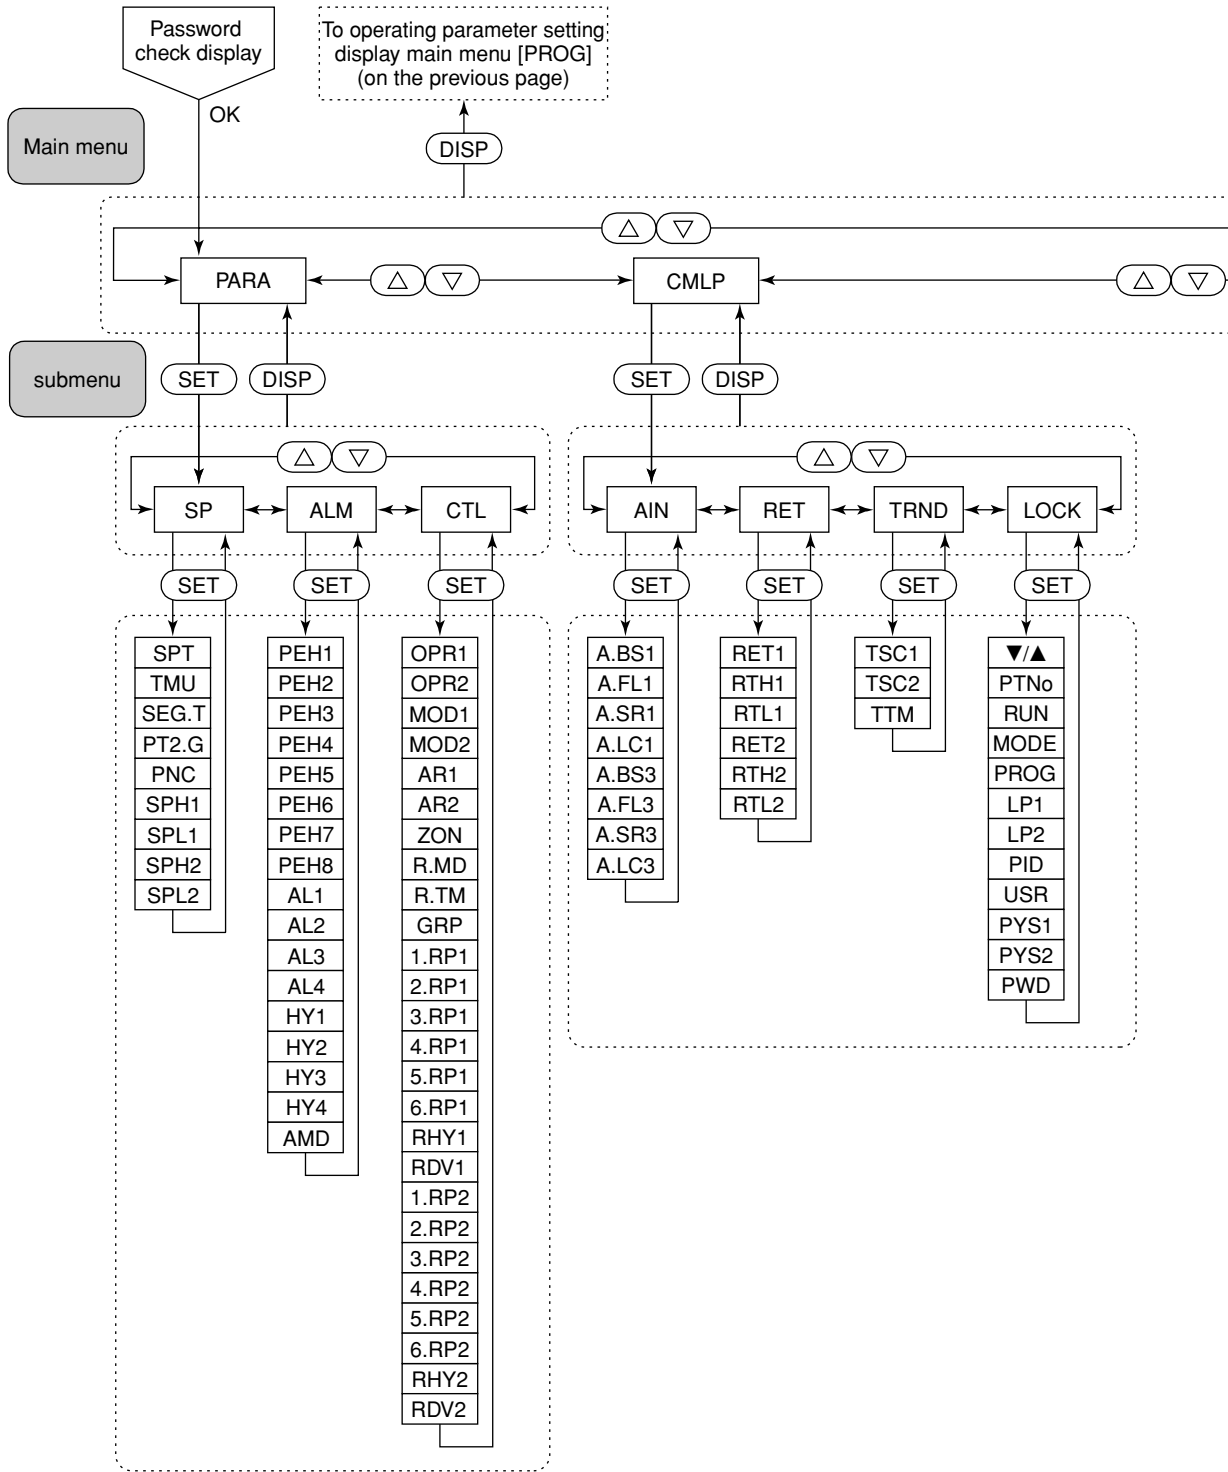 Password
check display
To operating parameter setting
display main menu [PROG]
(on the previous page)
OK
Main menu
DISP
△ ▽
PARA
△ ▽
CMLP
△ ▽
submenu
SET
DISP
SET
DISP
△ ▽
△ ▽
SP
ALM
CTL
AIN
RET
TRND
LOCK
SET
SET
SET
SET
SET
SET
SET
SPT
TMU
SEG.T
PT2.G
PNC
SPH1
SPL1
SPH2
SPL2
PEH1
PEH2
PEH3
PEH4
PEH5
PEH6
PEH7
PEH8
AL1
AL2
AL3
AL4
HY1
HY2
HY3
HY4
AMD
OPR1
OPR2
MOD1
MOD2
AR1
AR2
ZON
R.MD
R.TM
GRP
1.RP1
2.RP1
3.RP1
4.RP1
5.RP1
6.RP1
RHY1
RDV1
1.RP2
2.RP2
3.RP2
4.RP2
5.RP2
6.RP2
RHY2
RDV2
A.BS1
A.FL1
A.SR1
A.LC1
A.BS3
A.FL3
A.SR3
A.LC3
RET1
RTH1
RTL1
RET2
RTH2
RTL2
TSC1
TSC2
TTM
▼/▲
PTNo
RUN
MODE
PROG
LP1
LP2
PID
USR
PYS1
PYS2
PWD